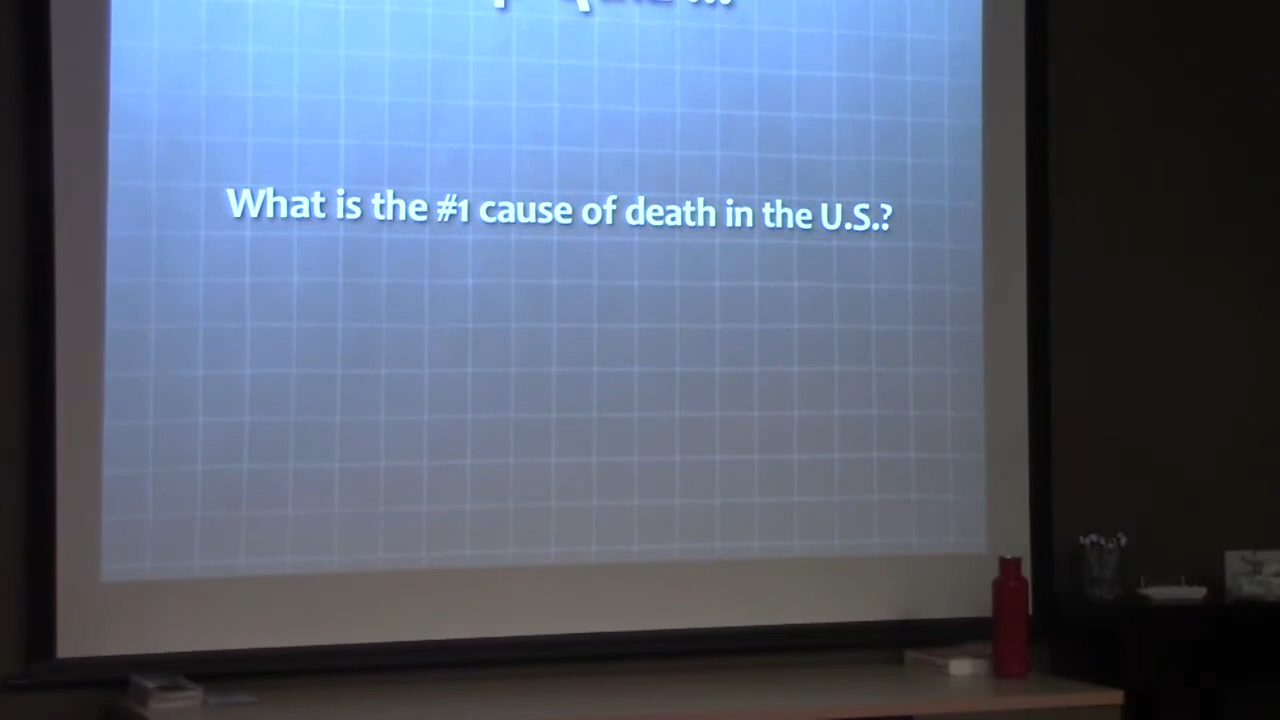 What is the #1 cause of death in the U.S.?